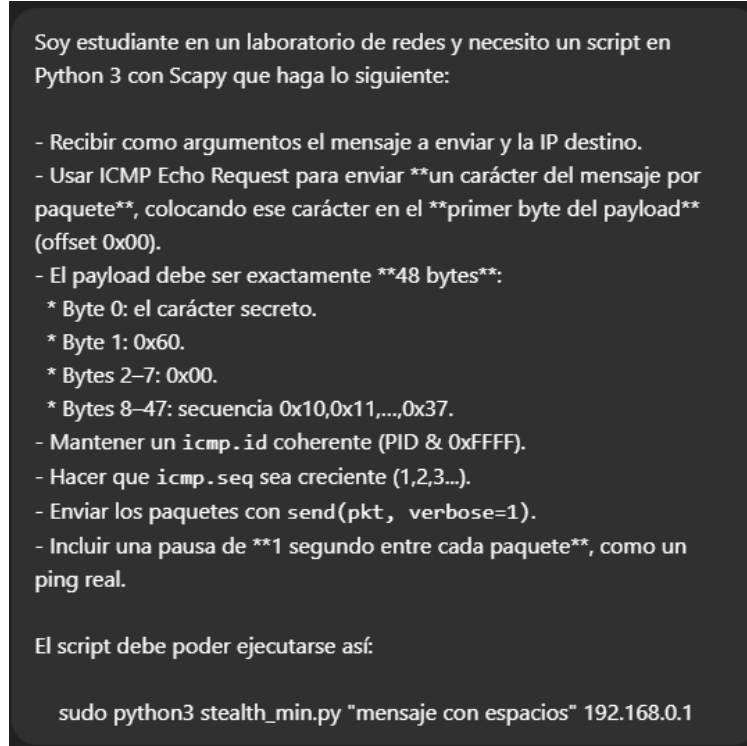 Soy estudiante en un laboratorio de redes y necesito un script en
Python 3 con Scapy que haga lo siguiente:
- Recibir como argumentos el mensaje a enviar y la IP destino.
- Usar ICMP Echo Request para enviar **un carácter del mensaje por
paquete**, colocando ese carácter en el **primer byte del payload**
(offset 0x00).
- El payload debe ser exactamente **48 bytes**:
* Byte 0: el carácter secreto.
* Byte 1: 0x60.
* Bytes 2–7: 0x00.
* Bytes 8–47: secuencia 0x10,0x11,...,0x37.
- Mantener un icmp.id coherente (PID & 0xFFFF).
- Hacer que icmp.seq sea creciente (1,2,3...).
- Enviar los paquetes con send(pkt, verbose=1).
- Incluir una pausa de **1 segundo entre cada paquete**, como un
ping real.
El script debe poder ejecutarse así:
sudo python3 stealth_min.py "mensaje con espacios" 192.168.0.1